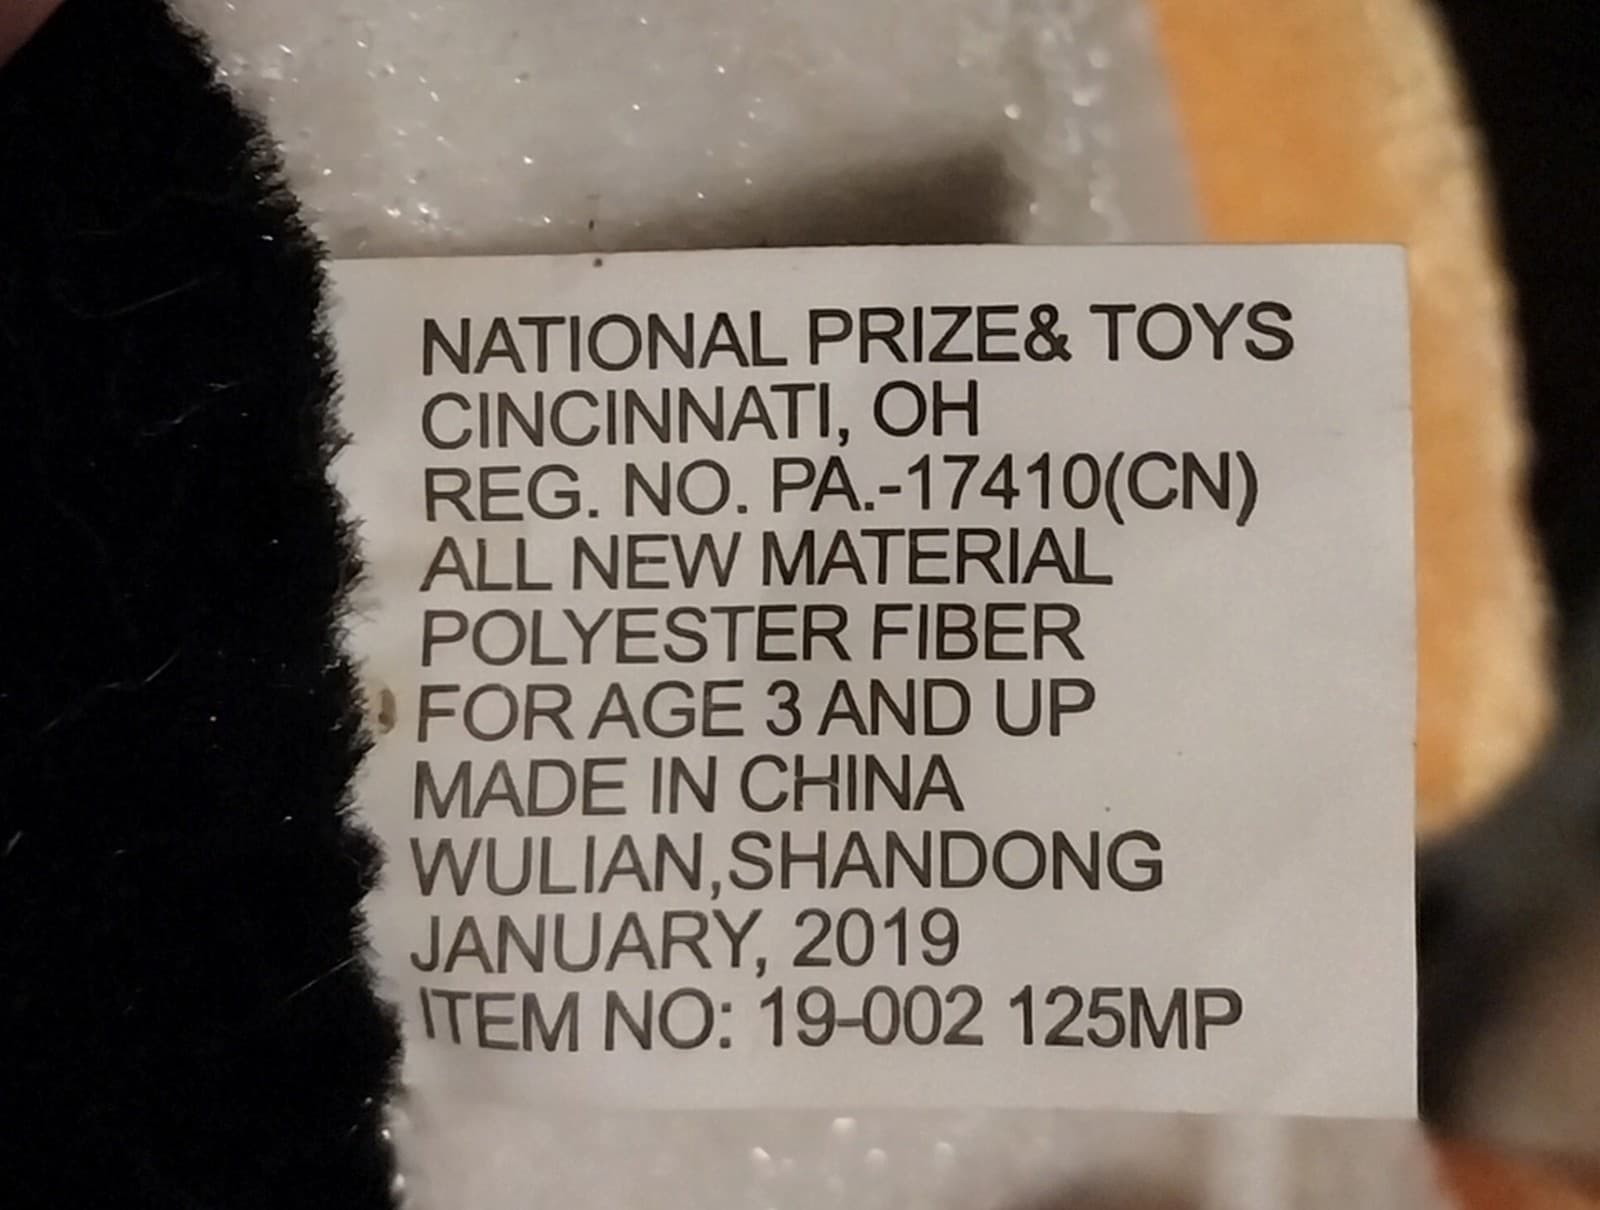 NATIONAL PRIZE& TOYS
CINCINNATI, OH
REG. NO. PA.-17410(CN)
ALL NEW MATERIAL
POLYESTER FIBER
FOR AGE 3 AND UP
MADE IN CHINA
WULIAN,SHANDONG
JANUARY, 2019
ITEM NO: 19-002 125MP